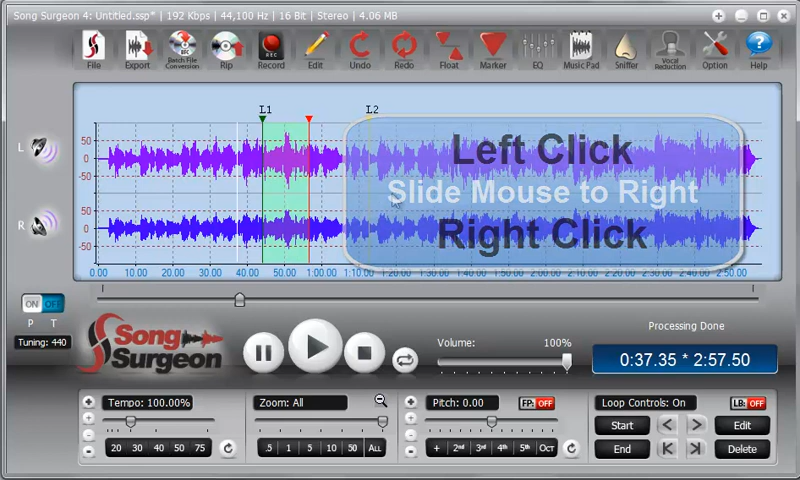 Song Surgeon 4: Untitled.ssp* | 192 Kbps | 44,100 Hz | 16 Bit | Stereo | 4.06 MB
File Export Batch File Conversion Rip Record Edit Undo Redo Float Marker EQ Music Pad Sniffer Vocal Reduction Option Help
REC
L1 L2
50
L 0
50
50
R 0
-50
Left Click
Slide Mouse to Right
Right Click
0.00 10.00 20.00 30.00 40.00 50.00 1:00.00 1:10.00 1:20.00 1:30.00 1:40.00 1:50.00 2:00.00 2:10.00 2:20.00 2:30.00 2:40.00 2:50.00
ON OFF
P T
Tuning: 440
Song Surgeon
Volume: 100%
Processing Done
0:37.35 * 2:57.50
Tempo: 100.00% Zoom: All Pitch: 0.00 FP: OFF Loop Controls: On LB: OFF
Start Edit
20 30 40 50 75 .5 1 5 10 50 ALL + 2nd 3rd 4th 5th OCT End Delete